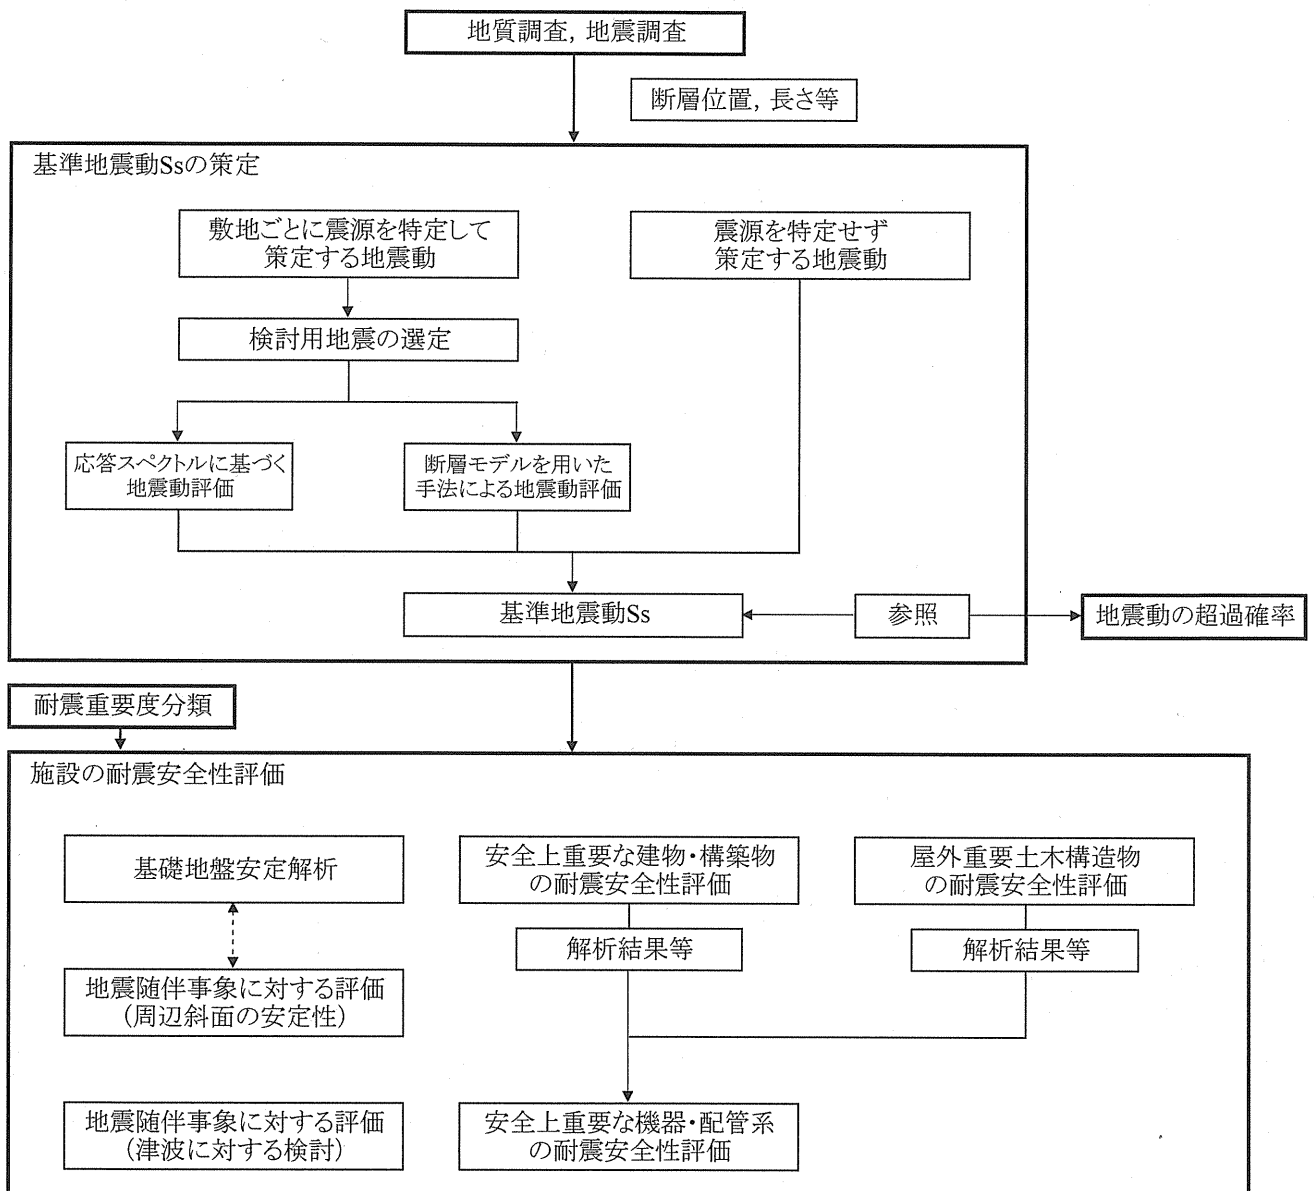 地質調査, 地震調査
断層位置, 長さ等
基準地震動Ssの策定
敷地ごとに震源を特定して
策定する地震動
震源を特定せず
策定する地震動
検討用地震の選定
応答スペクトルに基づく
地震動評価
断層モデルを用いた
手法による地震動評価
基準地震動Ss
参照
地震動の超過確率
耐震重要度分類
施設の耐震安全性評価
基礎地盤安定解析
安全上重要な建物・構築物
の耐震安全性評価
屋外重要土木構造物
の耐震安全性評価
解析結果等
解析結果等
地震随伴事象に対する評価
(周辺斜面の安定性)
地震随伴事象に対する評価
(津波に対する検討)
安全上重要な機器・配管系
の耐震安全性評価